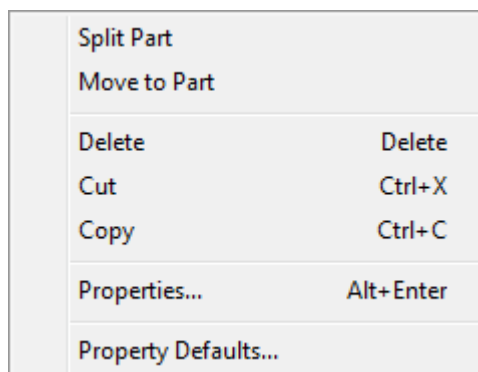 Split Part
Move to Part
Delete Delete
Cut Ctrl+X
Copy Ctrl+C
Properties... Alt+Enter
Property Defaults...